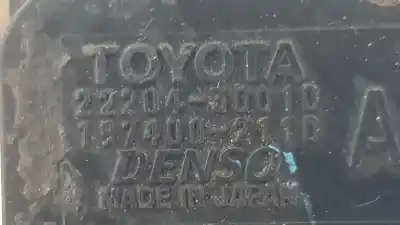 TOYOTA
22204-0D010
197400-2110
DENSO
MADE IN JAPAN
A